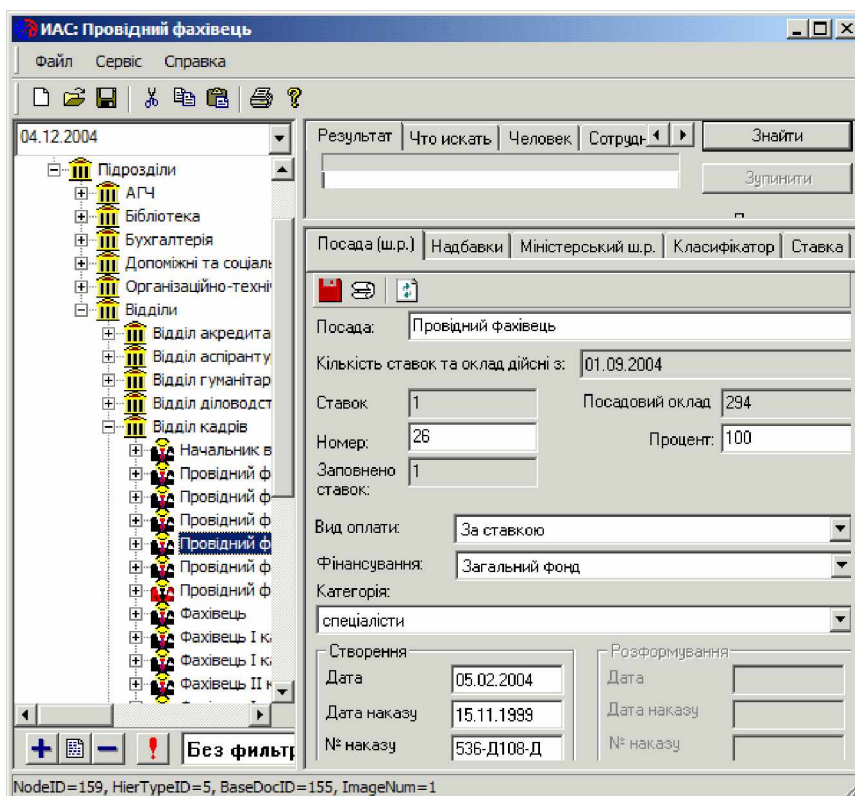 ИАС: Провідний фахівець
Файл Сервіс Справка
04.12.2004
Підрозділи
АГЧ
Бібліотека
Бухгалтерія
Допоміжні та соціаль
Організаційно-техніч
Відділи
Відділ акредита
Відділ аспіранту
Відділ гуманітар
Відділ діловодст
Відділ кадрів
Начальник в
Провідний ф
Провідний ф
Провідний ф
Провідний ф
Провідний ф
Провідний ф
Фахівець
Фахівець І ка
Фахівець І ка
Фахівець ІІ к
Без фильтр
Результат Что искать Человек Сотрудн
Знайти
Зупинити
Посада (ш.р.) Надбавки Міністерський ш.р. Класифікатор Ставка
Посада: Провідний фахівець
Кількість ставок та оклад дійсні з: 01.09.2004
Ставок 1 Посадовий оклад 294
Номер: 26 Процент: 100
Заповнено ставок: 1
Вид оплати: За ставкою
Фінансування: Загальний фонд
Категорія:
спеціалісти
Створення Розформування
Дата 05.02.2004 Дата
Дата наказу 15.11.1999 Дата наказу
№ наказу 536-Д108-Д № наказу
NodeID=159, HierTypeID=5, BaseDocID=155, ImageNum=1